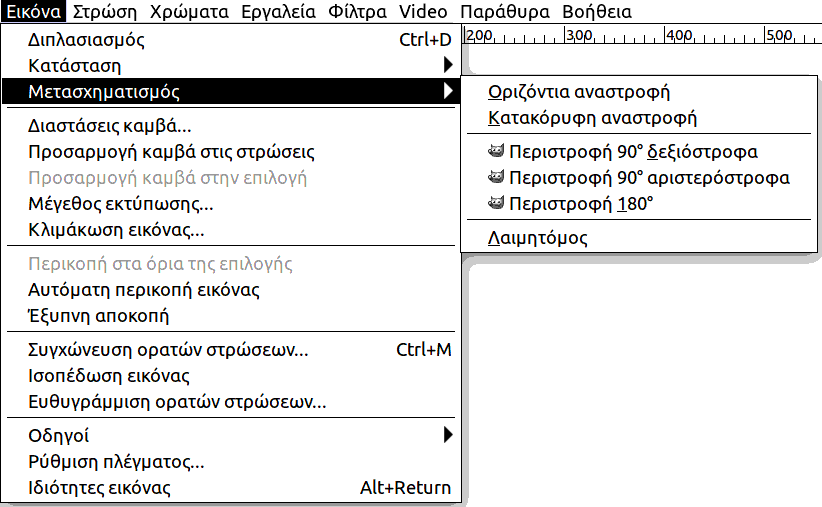 Εικόνα Στρώση Χρώματα Εργαλεία Φίλτρα Video Παράθυρα Βοήθεια
200 300 400 500
Διπλασιασμός Ctrl+D
Κατάσταση
Μετασχηματισμός
Διαστάσεις καμβά...
Προσαρμογή καμβά στις στρώσεις
Προσαρμογή καμβά στην επιλογή
Μέγεθος εκτύπωσης...
Κλιμάκωση εικόνας...
Περικοπή στα όρια της επιλογής
Αυτόματη περικοπή εικόνας
Έξυπνη αποκοπή
Συγχώνευση ορατών στρώσεων... Ctrl+M
Ισοπέδωση εικόνας
Ευθυγράμμιση ορατών στρώσεων...
Οδηγοί
Ρύθμιση πλέγματος...
Ιδιότητες εικόνας Alt+Return
Οριζόντια αναστροφή
Κατακόρυφη αναστροφή
Περιστροφή 90° δεξιόστροφα
Περιστροφή 90° αριστερόστροφα
Περιστροφή 180°
Λαιμητόμος